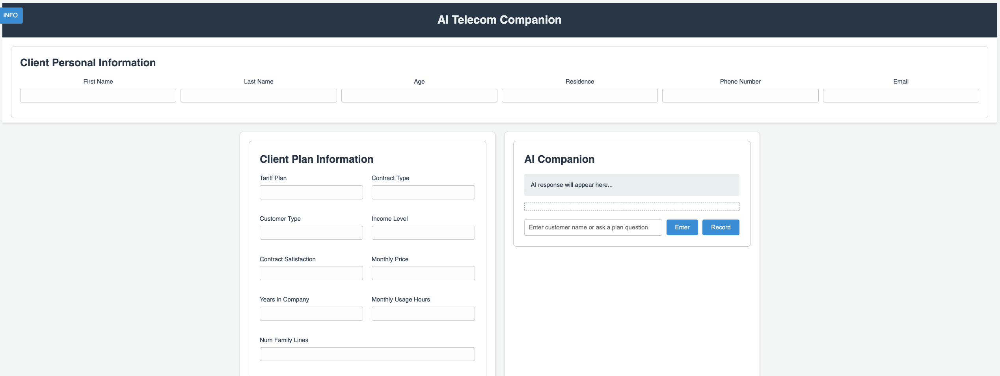 INFO
AI Telecom Companion
Client Personal Information
First Name
Last Name
Age
Residence
Phone Number
Email
Client Plan Information
Tariff Plan
Contract Type
Customer Type
Income Level
Contract Satisfaction
Monthly Price
Years in Company
Monthly Usage Hours
Num Family Lines
AI Companion
AI response will appear here...
Enter customer name or ask a plan question
Enter
Record